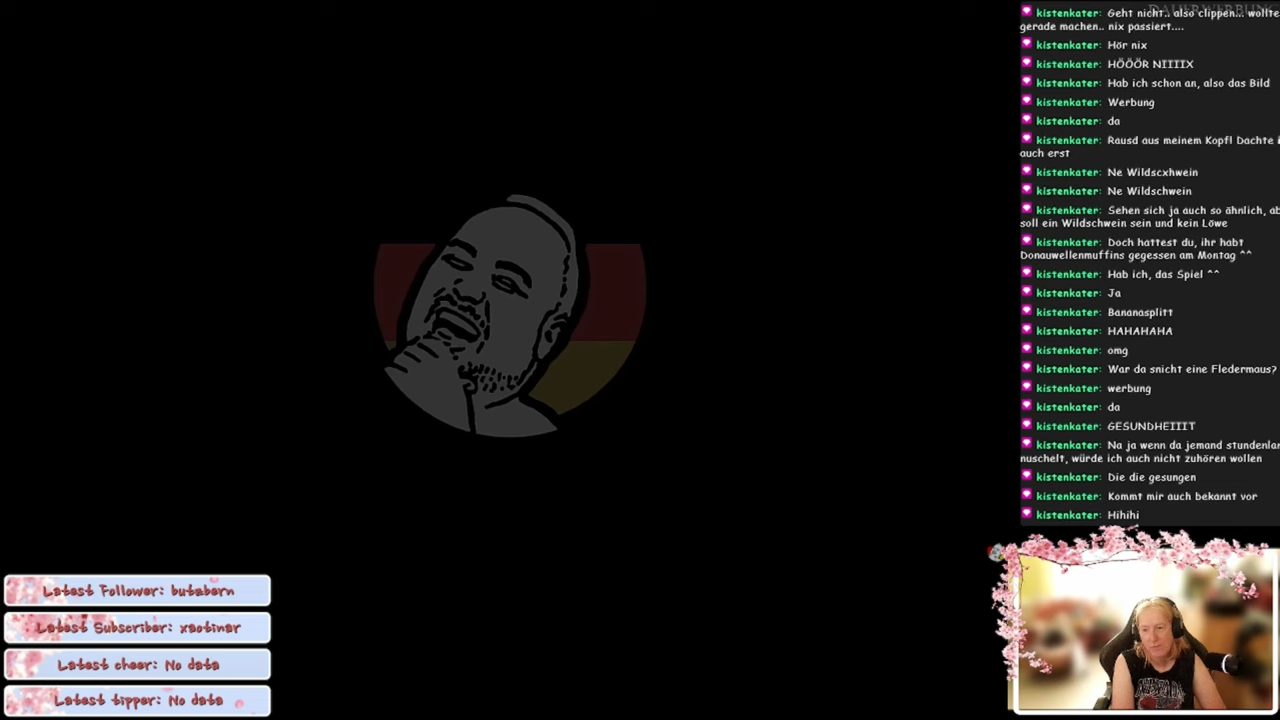 DAUERWERBUNG
kistenkater: Geht nicht.. also clippen... wollte
gerade machen.. nix passiert....
kistenkater: Hör nix
kistenkater: HÖÖÖR NIIIIX
kistenkater: Hab ich schon an, also das Bild
kistenkater: Werbung
kistenkater: da
kistenkater: Rausd aus meinem Kopf! Dachte
auch erst
kistenkater: Ne Wildscxhwein
kistenkater: Ne Wildschwein
kistenkater: Sehen sich ja auch so ähnlich,
soll ein Wildschwein sein und kein Löwe
kistenkater: Doch hattest du, ihr habt
Donauwellenmuffins gegessen am Montag ^^
kistenkater: Hab ich, das Spiel ^^
kistenkater: Ja
kistenkater: Bananasplitt
kistenkater: HAHAHAHA
kistenkater: omg
kistenkater: War da snicht eine Fledermaus?
kistenkater: werbung
kistenkater: da
kistenkater: GESUNDHEIIIT
kistenkater: Na ja wenn da jemand
nuschelt, würde ich auch nicht zuhören wollen
kistenkater: Die die gesungen
kistenkater: Kommt mir auch bekannt vor
kistenkater: Hihihi
Latest Follower: butabern
Latest Subscriber: xaotinar
Latest cheer: No data
Latest tipper: No data